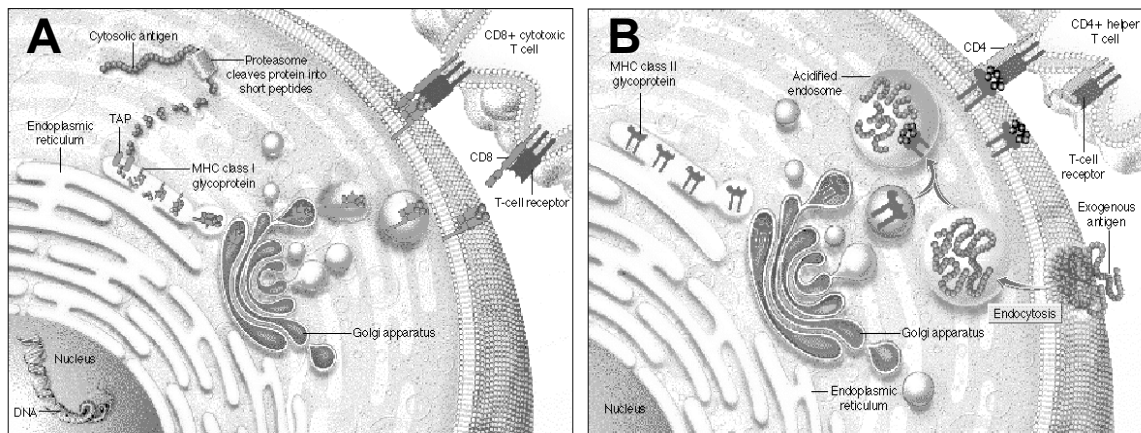 A
Cytosolic antigen
Proteasome
cleaves protein into
short peptides
CD8+ cytotoxic
T cell
TAP
Endoplasmic
reticulum
MHC class I
glycoprotein
CD8
T-cell receptor
Golgi apparatus
Nucleus
DNA
B
CD4+ helper
T cell
CD4
MHC class II
glycoprotein
Acidified
endosome
T-cell
receptor
Exogenous
antigen
Endocytosis
Golgi apparatus
Endoplasmic
reticulum
Nucleus